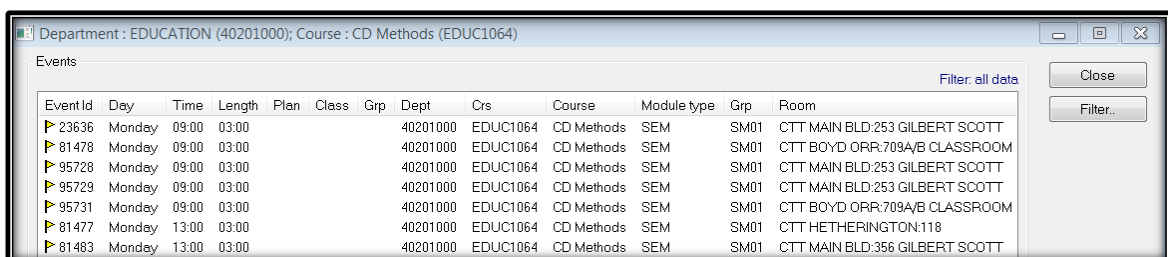 Department : EDUCATION (40201000); Course : CD Methods (EDUC1064)
Events
Filter: all data
Close
Filter..
Event Id Day Time Length Plan Class Grp Dept Crs Course Module type Grp Room
23636 Monday 09:00 03:00 40201000 EDUC1064 CD Methods SEM SM01 CTT MAIN BLD:253 GILBERT SCOTT
81478 Monday 09:00 03:00 40201000 EDUC1064 CD Methods SEM SM01 CTT BOYD ORR:709A/B CLASSROOM
95728 Monday 09:00 03:00 40201000 EDUC1064 CD Methods SEM SM01 CTT MAIN BLD:253 GILBERT SCOTT
95729 Monday 09:00 03:00 40201000 EDUC1064 CD Methods SEM SM01 CTT MAIN BLD:253 GILBERT SCOTT
95731 Monday 09:00 03:00 40201000 EDUC1064 CD Methods SEM SM01 CTT BOYD ORR:709A/B CLASSROOM
81477 Monday 13:00 03:00 40201000 EDUC1064 CD Methods SEM SM01 CTT HETHERINGTON:118
81483 Monday 13:00 03:00 40201000 EDUC1064 CD Methods SEM SM01 CTT MAIN BLD:356 GILBERT SCOTT